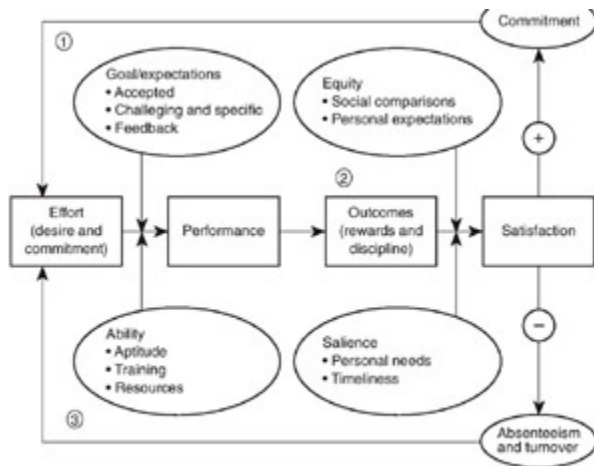 Commitment
①
Goal/expectations
• Accepted
• Challeging and specific
• Feedback
Equity
• Social comparisons
• Personal expectations
+
②
Effort
(desire and
commitment)
Performance
Outcomes
(rewards and
discipline)
Satisfaction
−
Ability
• Aptitude
• Training
• Resources
Salience
• Personal needs
• Timeliness
③
Absenteeism
and turnover